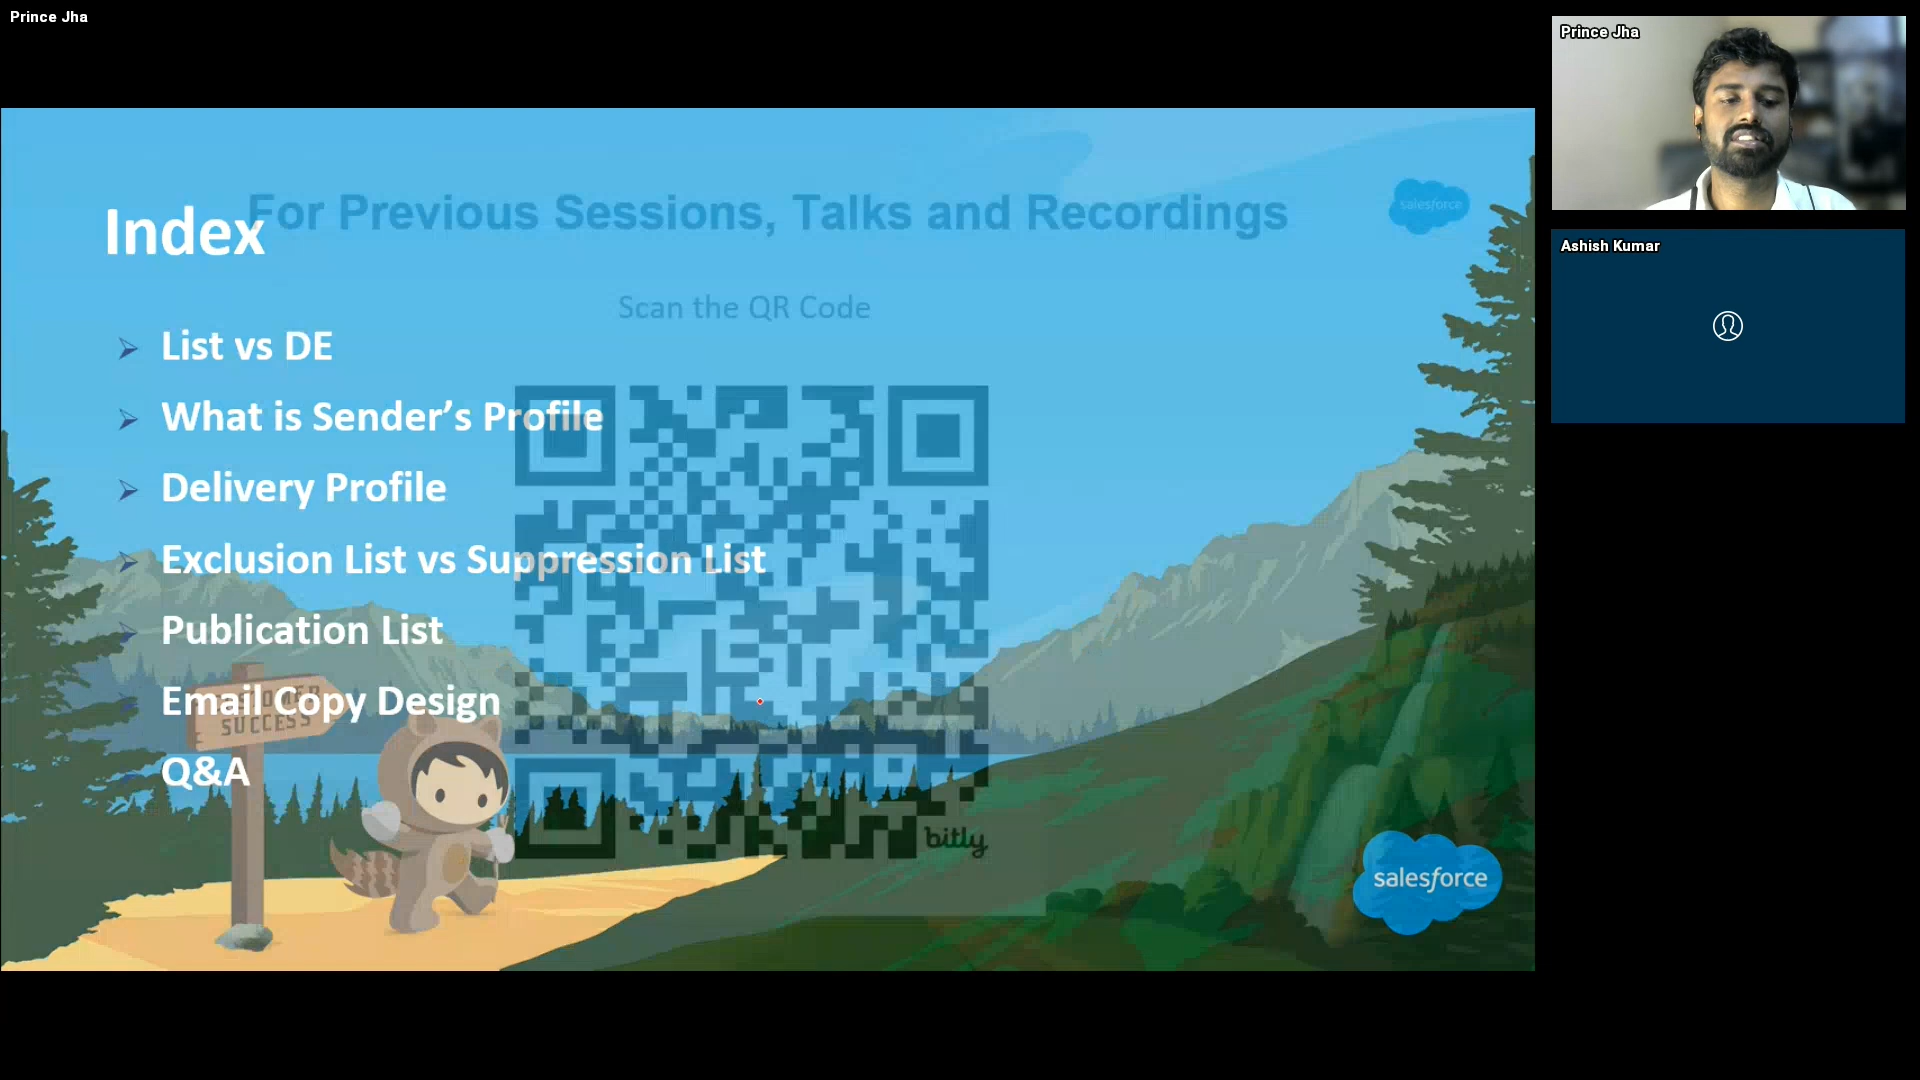 Prince Jha
Prince Jha
Ashish Kumar
For Previous Sessions, Talks and Recordings
salesforce
Index
Scan the QR Code
List vs DE
What is Sender’s Profile
Delivery Profile
Exclusion List vs Suppression List
Publication List
Email Copy Design
SUCCESS
Q&A
bitly
salesforce